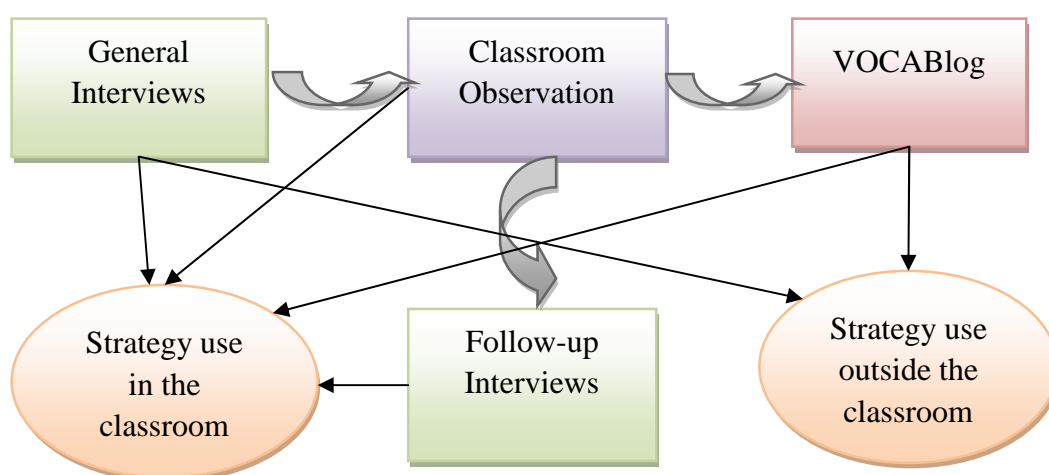 General
Interviews
Classroom
Observation
VOCABlog
Strategy use
in the
classroom
Follow-up
Interviews
Strategy use
outside the
classroom